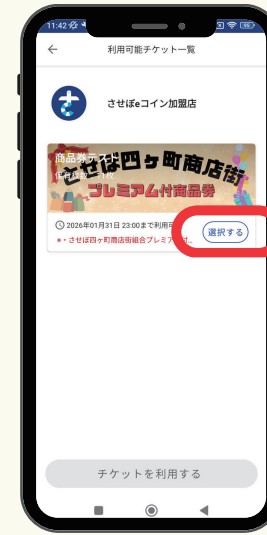 11:42
利用可能チケット一覧
させぼeコイン加盟店
商品券テスト
させぼ四ヶ町商店街
プレミアム付商品券
2026年01月31日 23:00まで利用可
選択する
※・させぼ四ヶ町商店街組合プレミアム付…
チケットを利用する